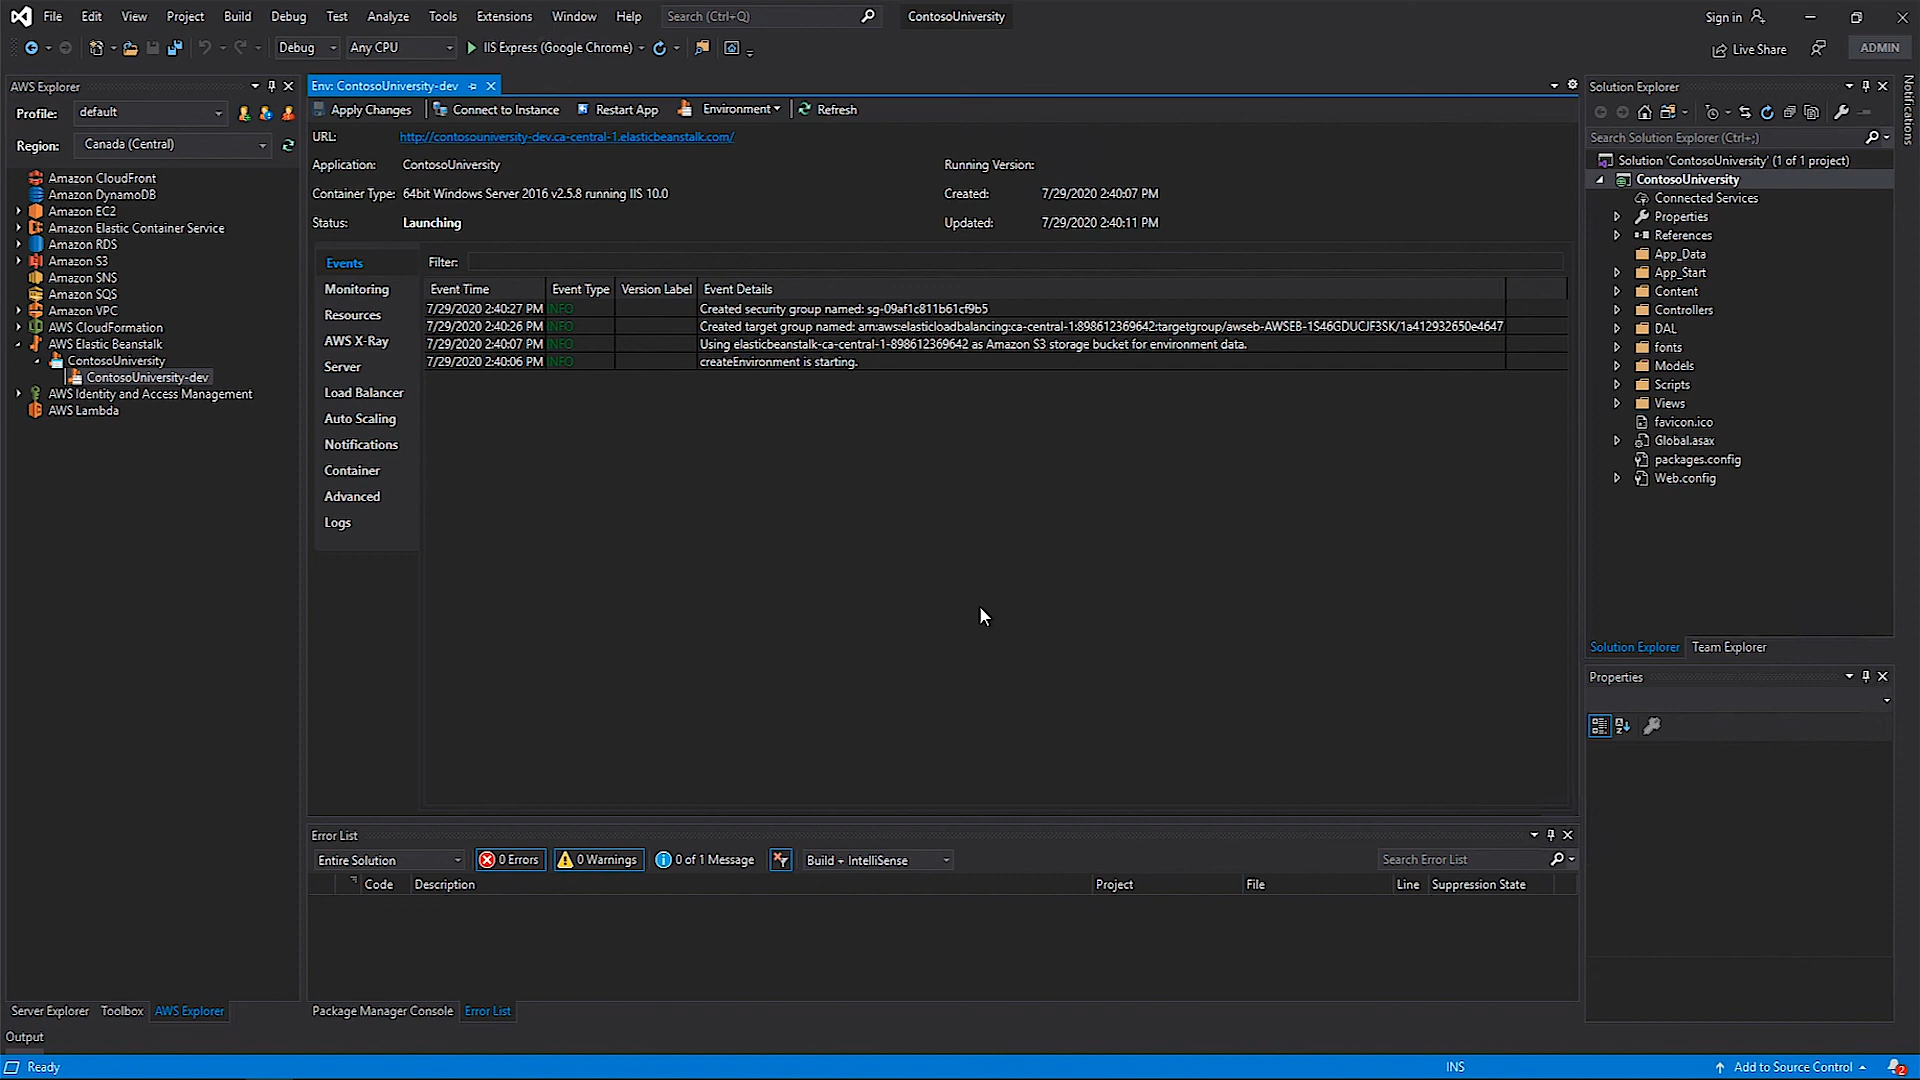 File Edit View Project Build Debug Test Analyze Tools Extensions Window Help Search (Ctrl+Q) ContosoUniversity Sign in
Debug Any CPU IIS Express (Google Chrome) Live Share ADMIN
AWS Explorer
Profile: default
Region: Canada (Central)
Amazon CloudFront
Amazon DynamoDB
Amazon EC2
Amazon Elastic Container Service
Amazon RDS
Amazon S3
Amazon SNS
Amazon SQS
Amazon VPC
AWS CloudFormation
AWS Elastic Beanstalk
ContosoUniversity
ContosoUniversity-dev
AWS Identity and Access Management
AWS Lambda
Server Explorer Toolbox AWS Explorer
Output
Env: ContosoUniversity-dev
Apply Changes Connect to Instance Restart App Environment Refresh
URL: http://contosouniversity-dev.ca-central-1.elasticbeanstalk.com/
Application: ContosoUniversity Running Version:
Container Type: 64bit Windows Server 2016 v2.5.8 running IIS 10.0 Created: 7/29/2020 2:40:07 PM
Status: Launching Updated: 7/29/2020 2:40:11 PM
Events
Monitoring
Resources
AWS X-Ray
Server
Load Balancer
Auto Scaling
Notifications
Container
Advanced
Logs
Filter:
Event Time Event Type Version Label Event Details
7/29/2020 2:40:27 PM INFO Created security group named: sg-09af1c811b61cf9b5
7/29/2020 2:40:26 PM INFO Created target group named: arn:aws:elasticloadbalancing:ca-central-1:898612369642:targetgroup/awseb-AWSEB-1S46GDUCJF3SK/1a412932650e4647
7/29/2020 2:40:07 PM INFO Using elasticbeanstalk-ca-central-1-898612369642 as Amazon S3 storage bucket for environment data.
7/29/2020 2:40:06 PM INFO createEnvironment is starting.
Error List
Entire Solution 0 Errors 0 Warnings 0 of 1 Message Build + IntelliSense Search Error List
Code Description Project File Line Suppression State
Package Manager Console Error List
Solution Explorer
Search Solution Explorer (Ctrl+;)
Solution 'ContosoUniversity' (1 of 1 project)
ContosoUniversity
Connected Services
Properties
References
App_Data
App_Start
Content
Controllers
DAL
fonts
Models
Scripts
Views
favicon.ico
Global.asax
packages.config
Web.config
Solution Explorer Team Explorer
Properties
Notifications
Ready INS Add to Source Control 2